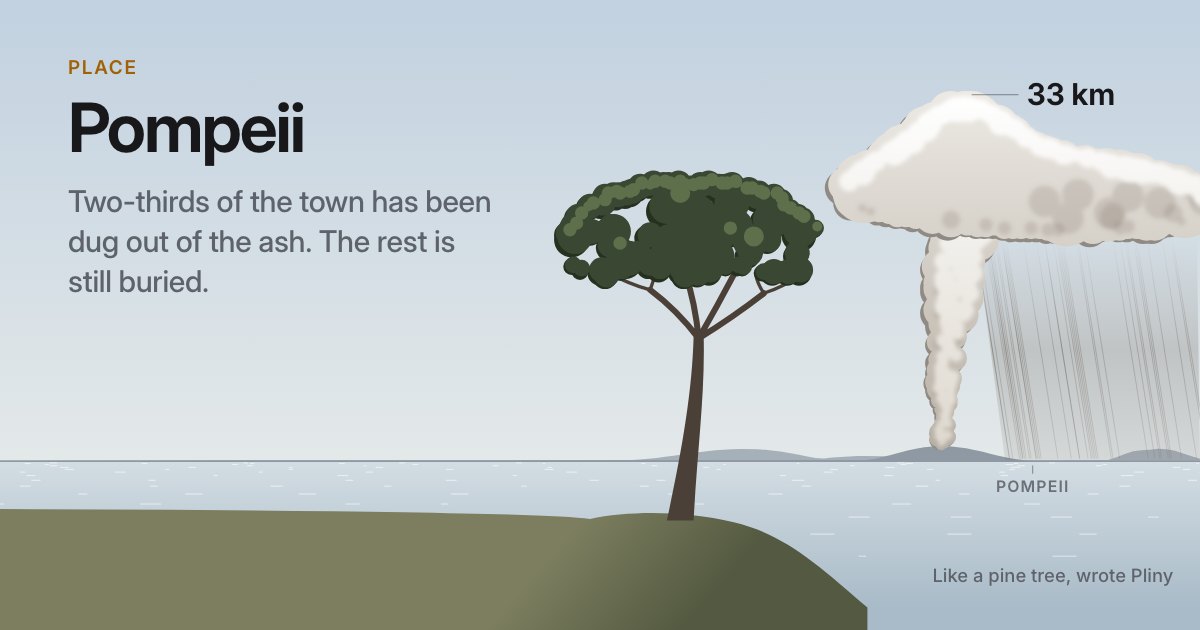 PLACE
Pompeii
Two-thirds of the town has been
dug out of the ash. The rest is
still buried.
33 km
POMPEII
Like a pine tree, wrote Pliny